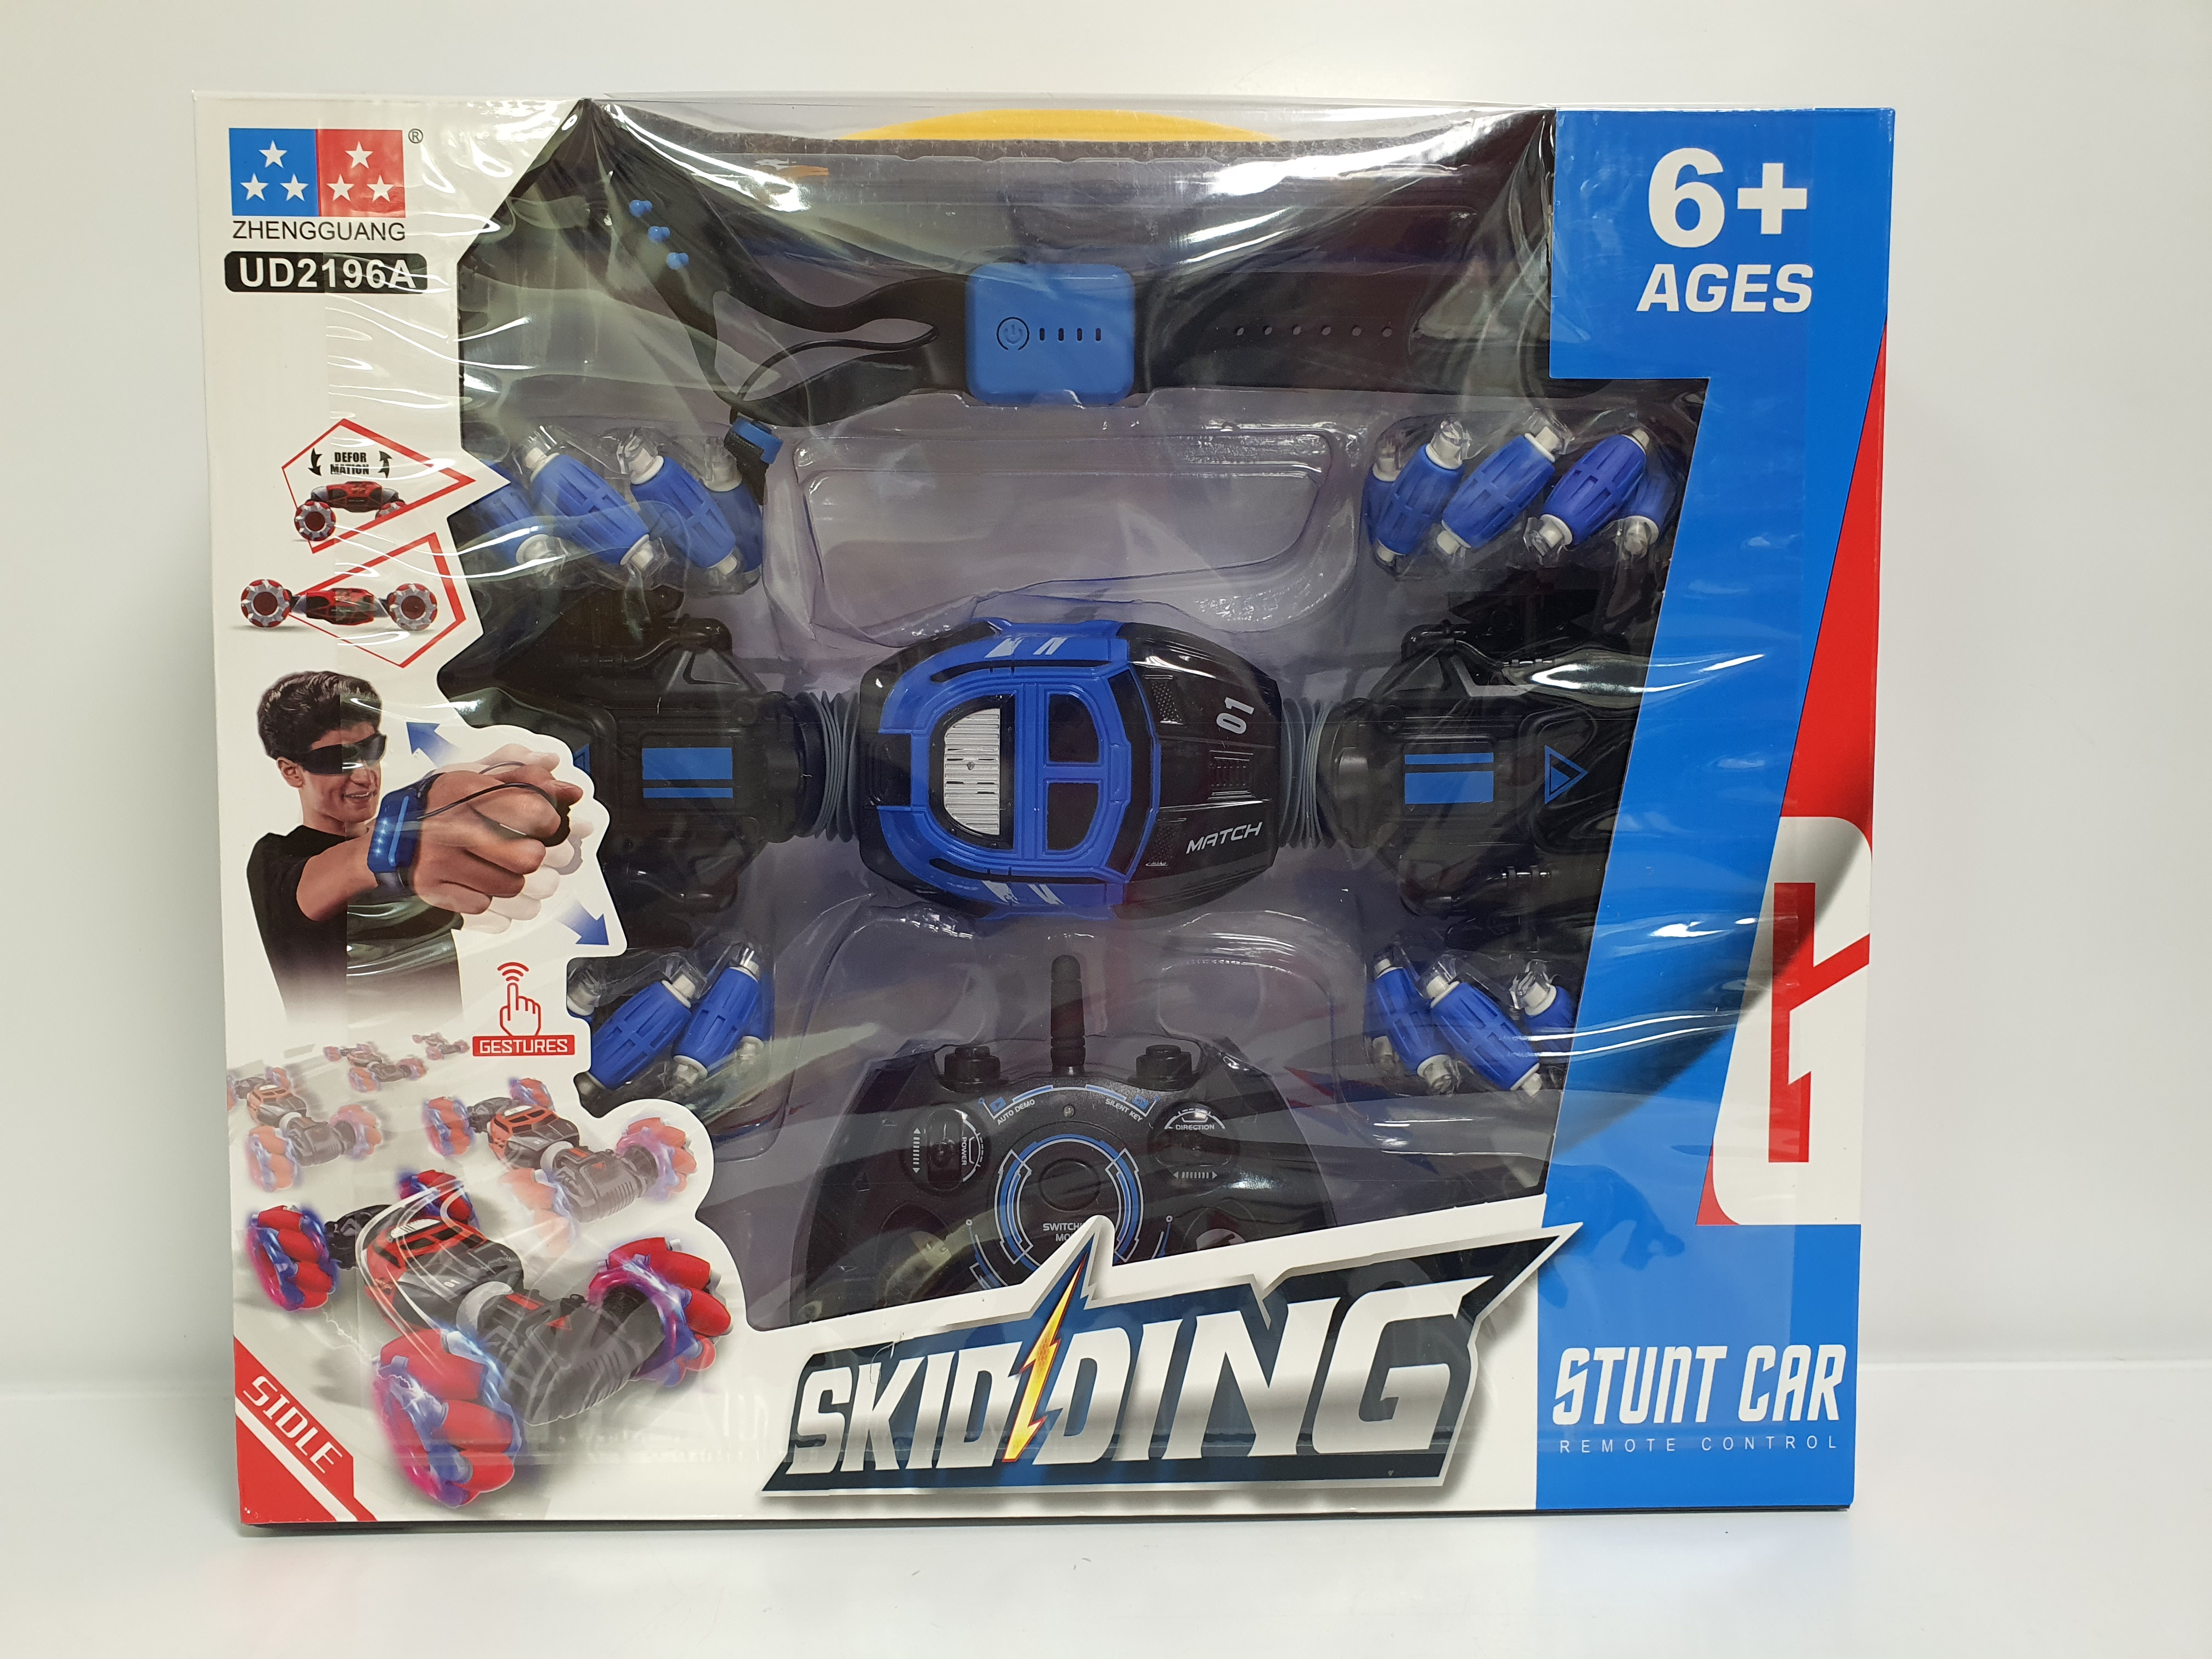 ®
ZHENGGUANG
UD2196A
6+
AGES
DEFOR
MATION
01
MATCH
GESTURES
AUTO DEMO
SILENT KEY
POWER
DIRECTION
01
SIDLE
SKIDDING
STUNT CAR
REMOTE CONTROL